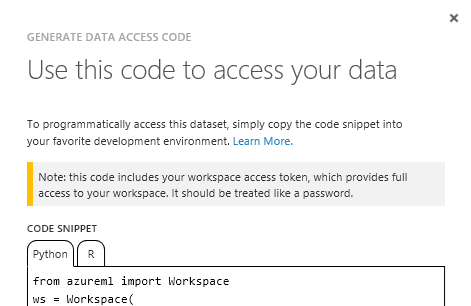 GENERATE DATA ACCESS CODE
Use this code to access your data
To programmatically access this dataset, simply copy the code snippet into
your favorite development environment. Learn More.
Note: this code includes your workspace access token, which provides full
access to your workspace. It should be treated like a password.
CODE SNIPPET
Python R
from azureml import Workspace
ws = Workspace(